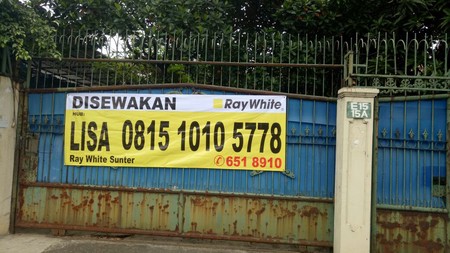 DISEWAKAN RayWhite.
HUB:
LISA 0815 1010 5778
Ray White Sunter 651 8910
E15
15A